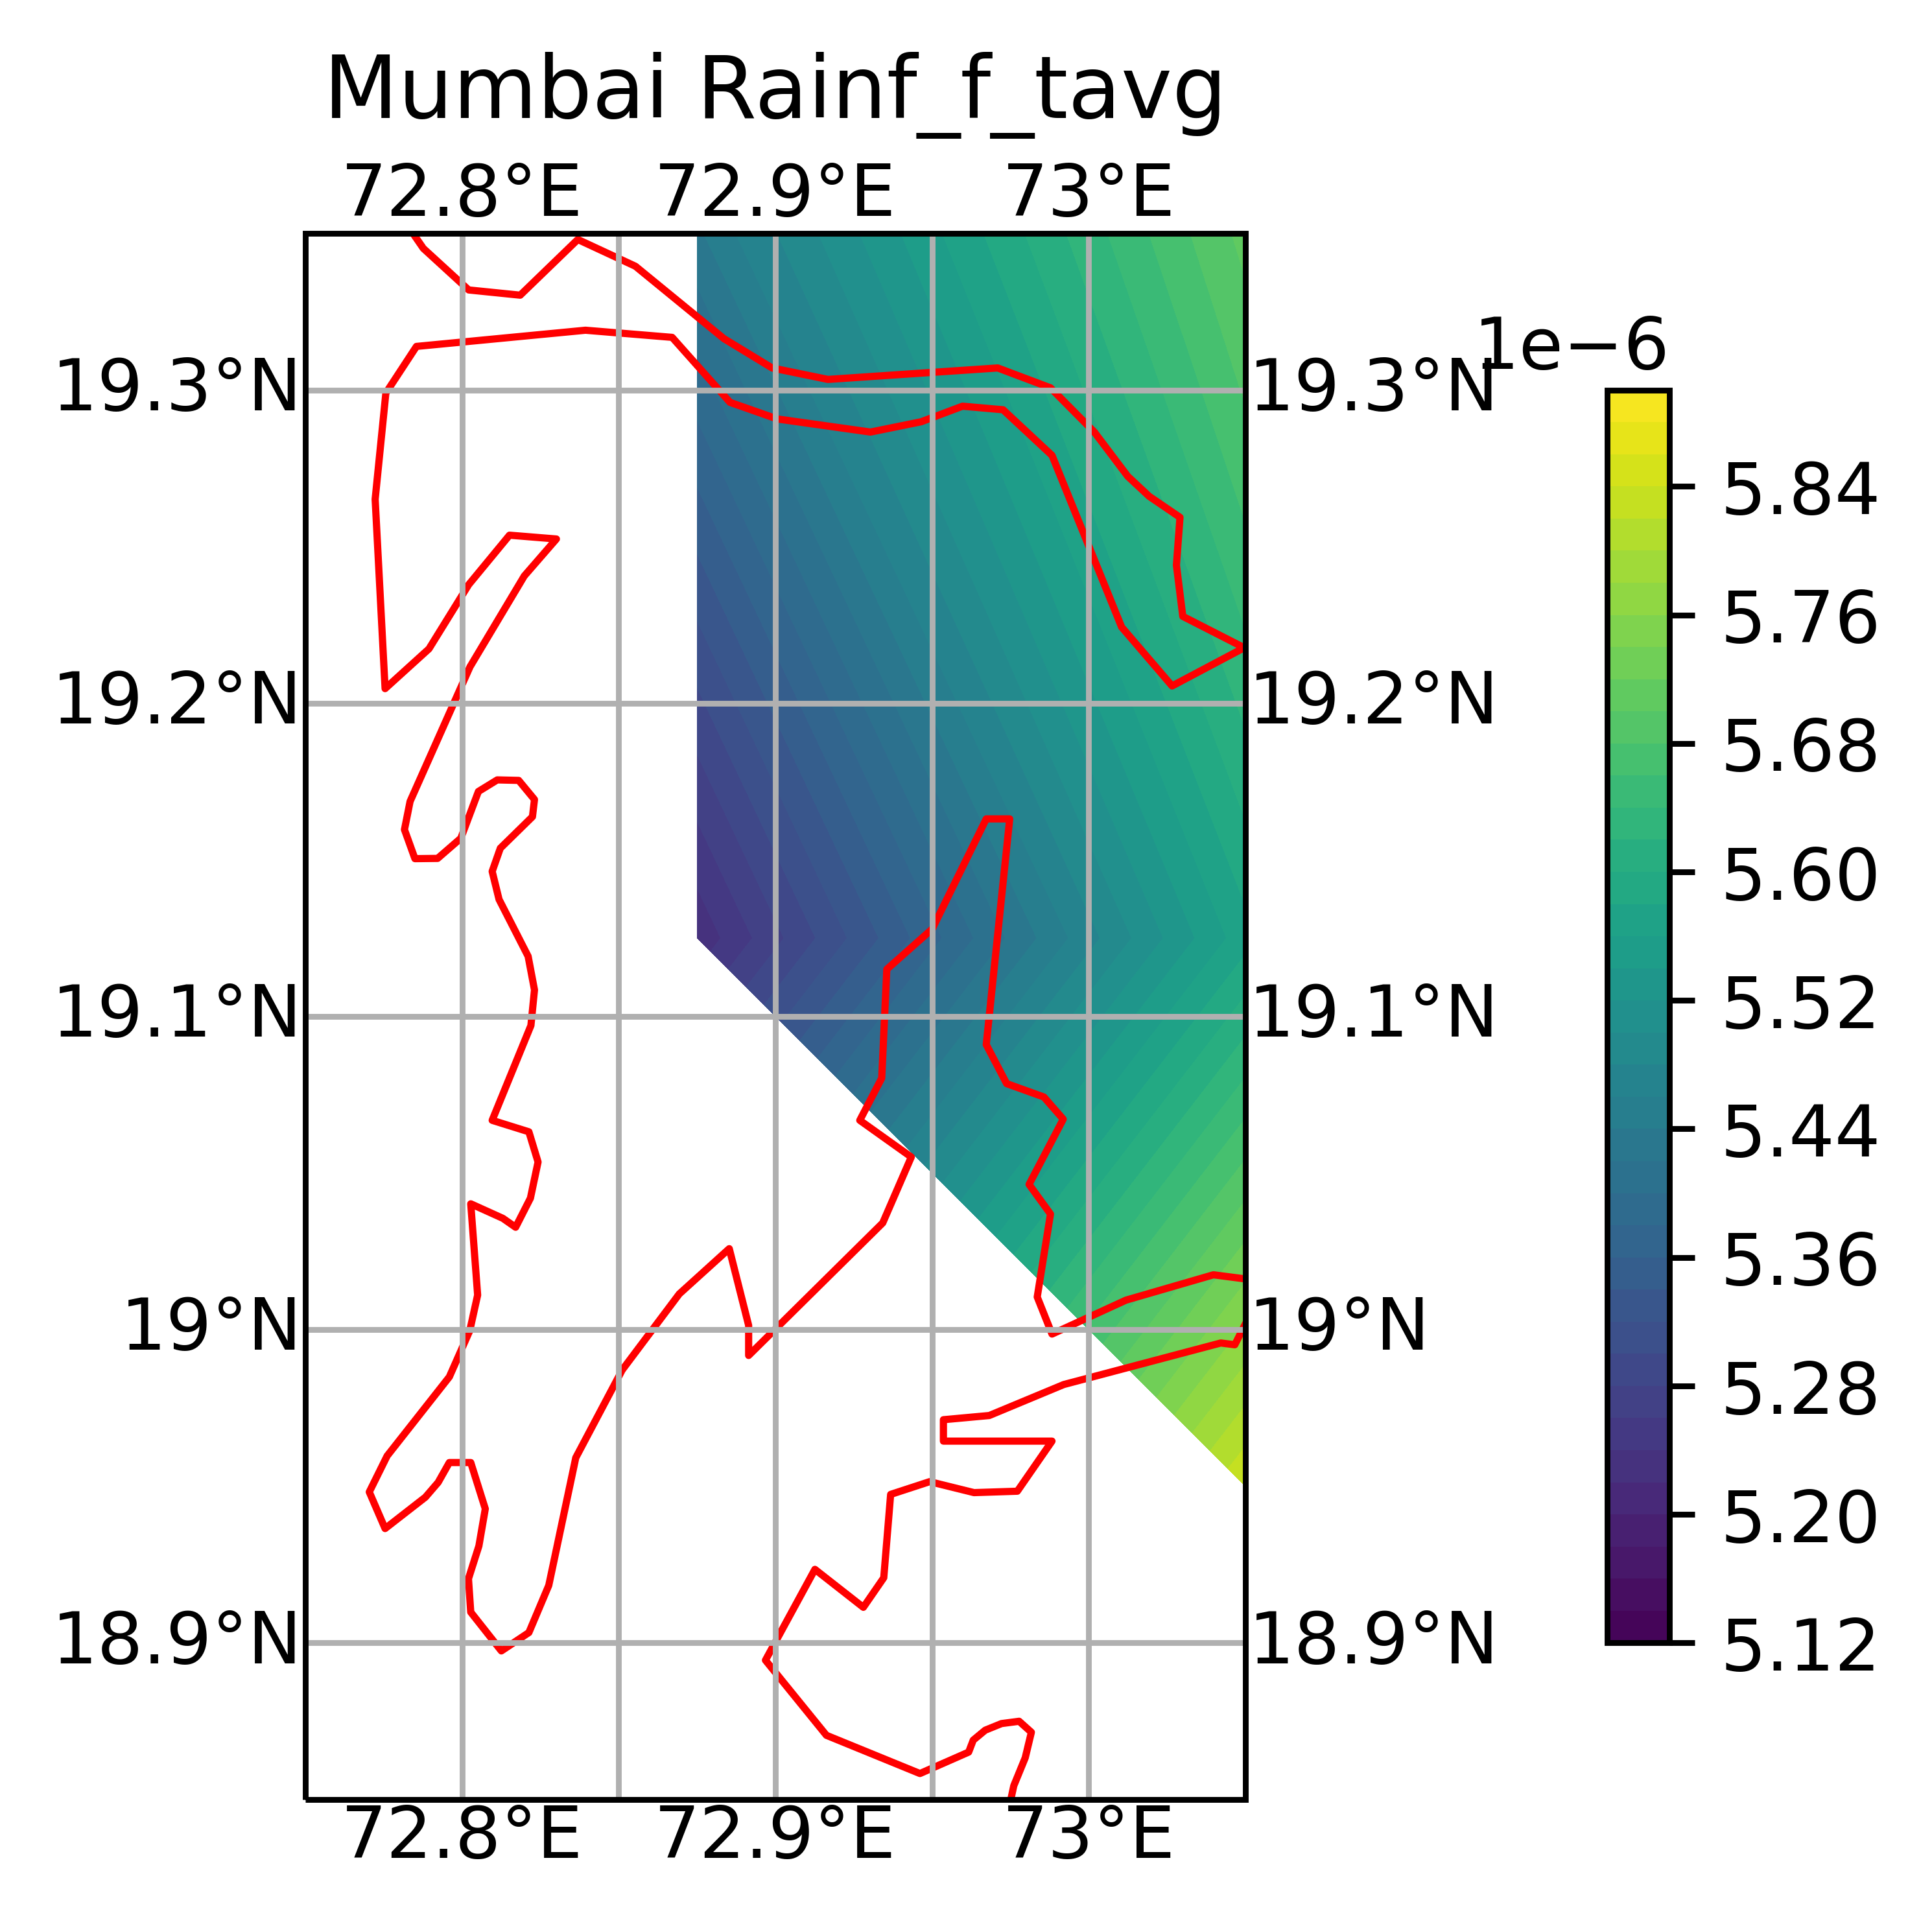 Mumbai Rainf_f_tavg
72.8°E 72.9°E 73°E
1e−6
19.3°N 19.3°N
5.84
5.76
19.2°N 19.2°N
5.68
5.60
19.1°N 19.1°N
5.52
5.44
5.36
19°N 19°N
5.28
5.20
18.9°N 18.9°N
5.12
72.8°E 72.9°E 73°E